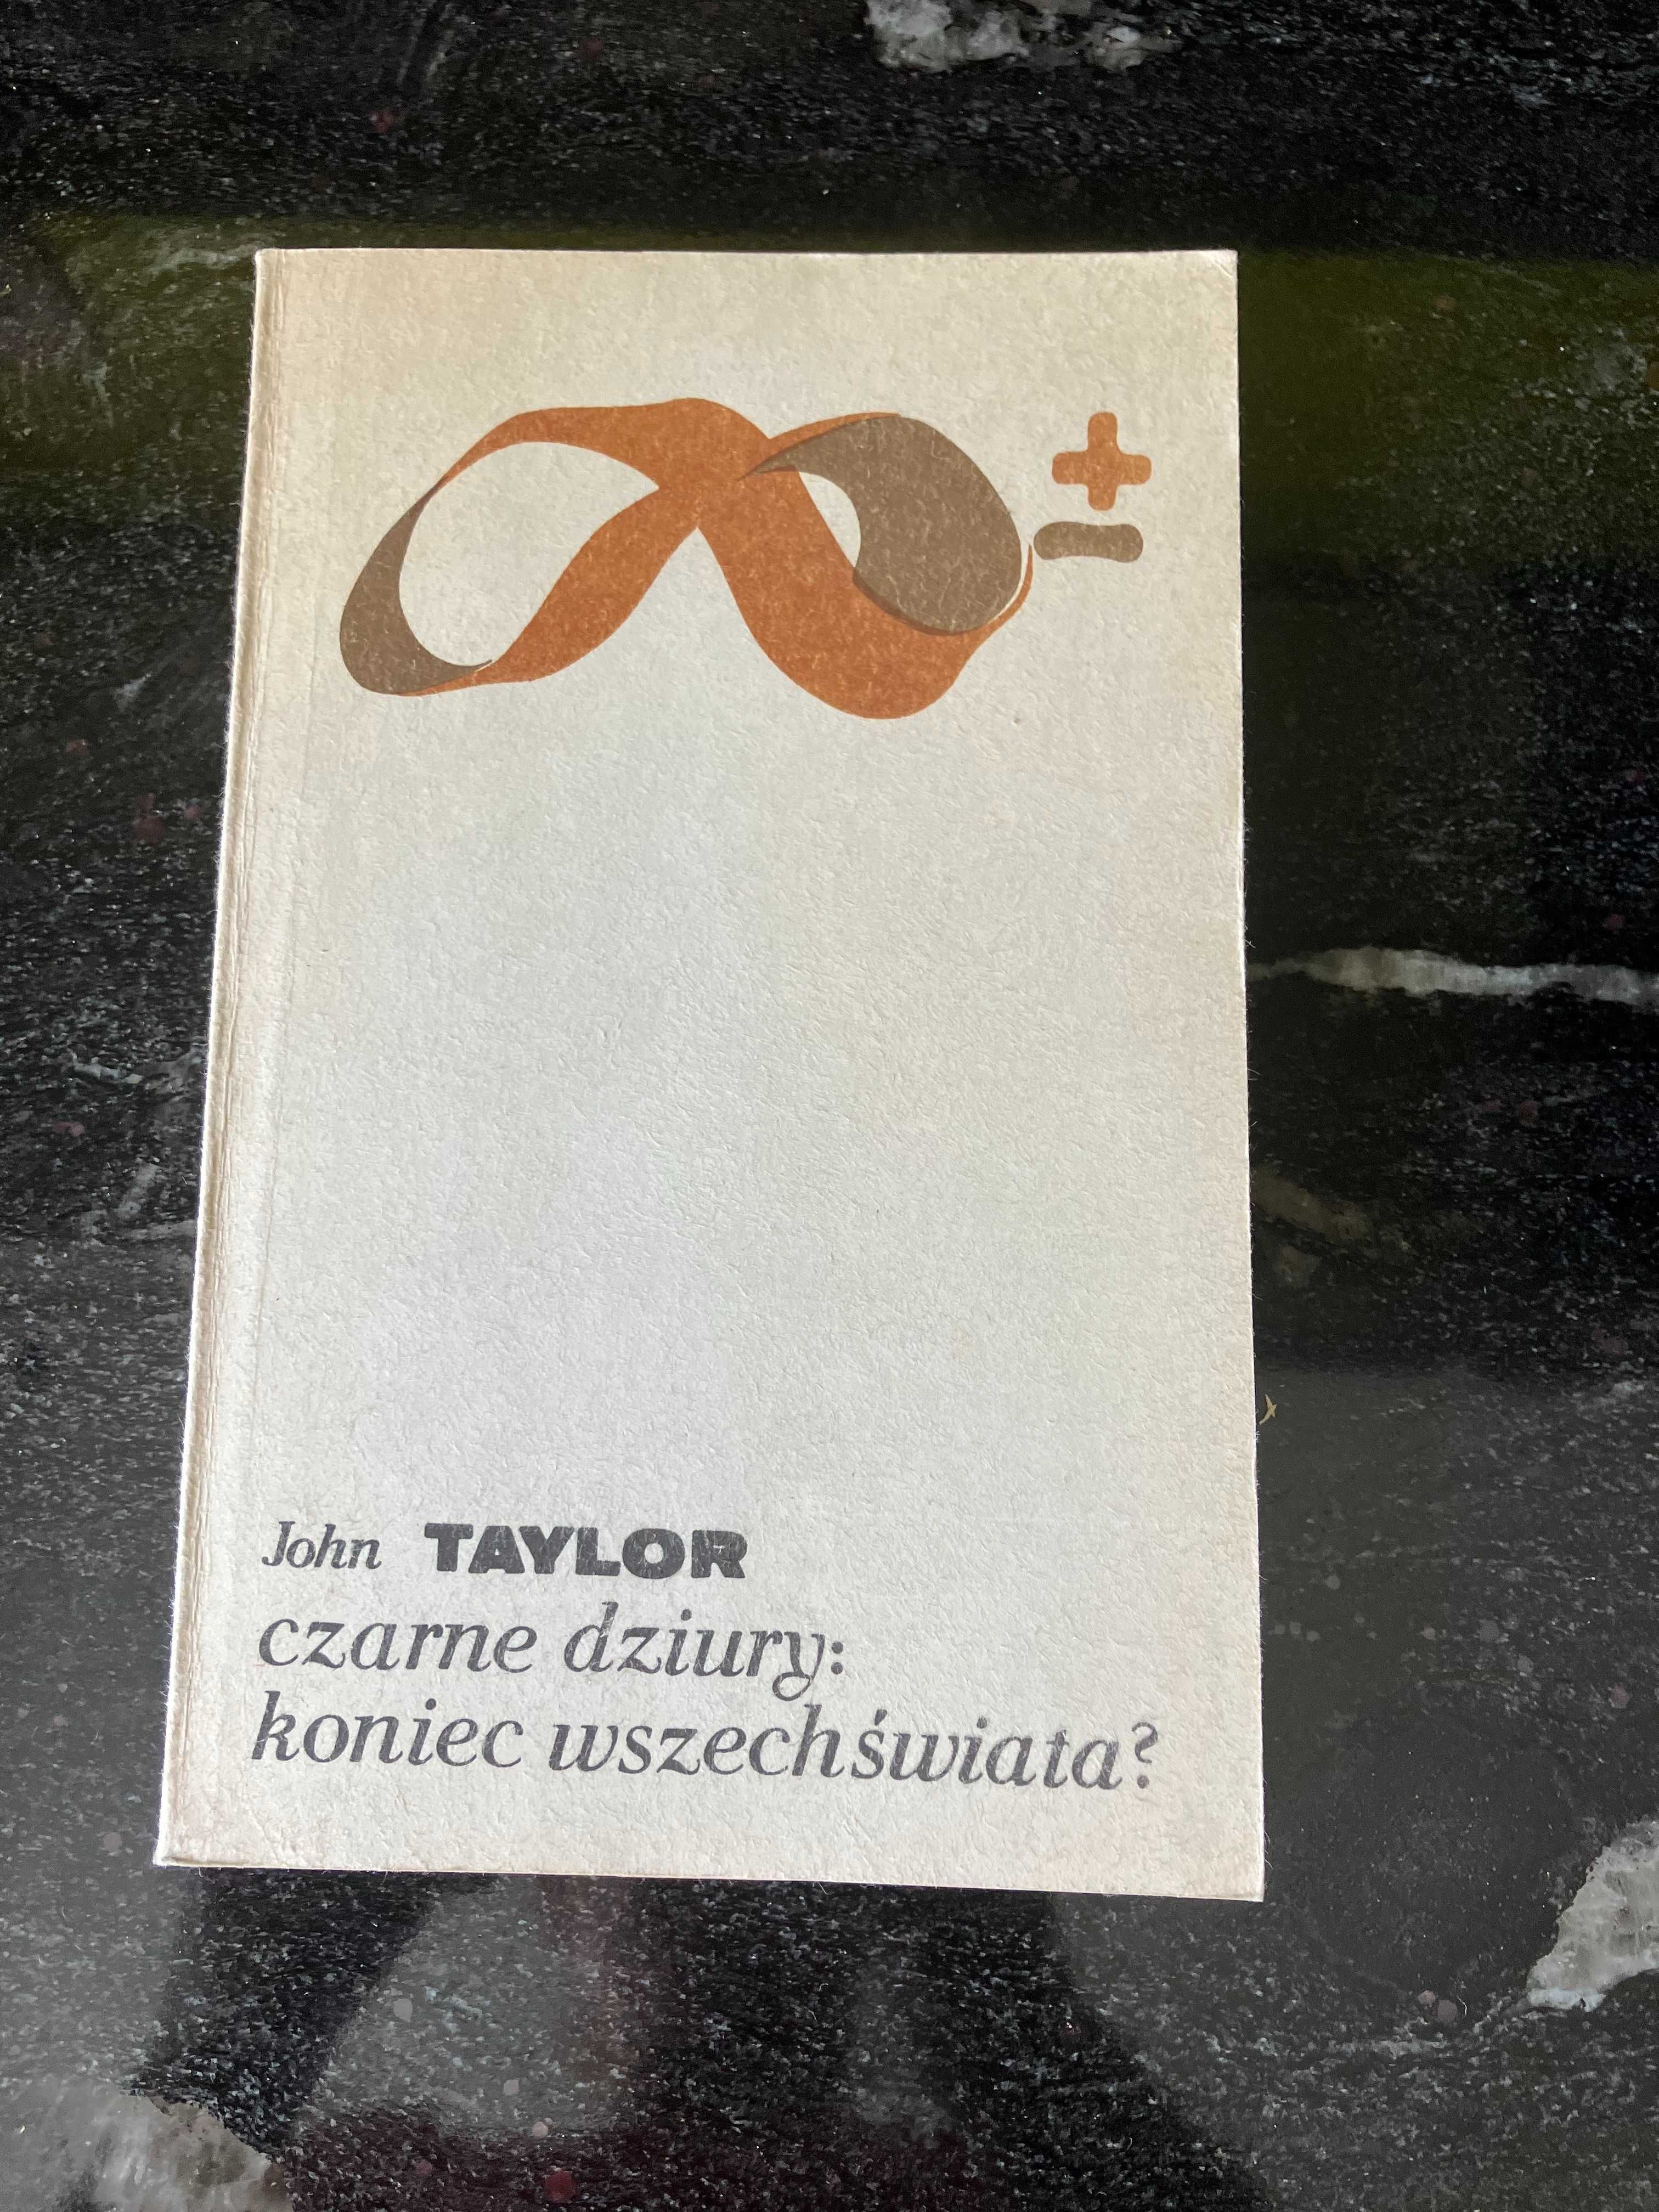 John TAYLOR
czarne dziury:
koniec wszechświata?